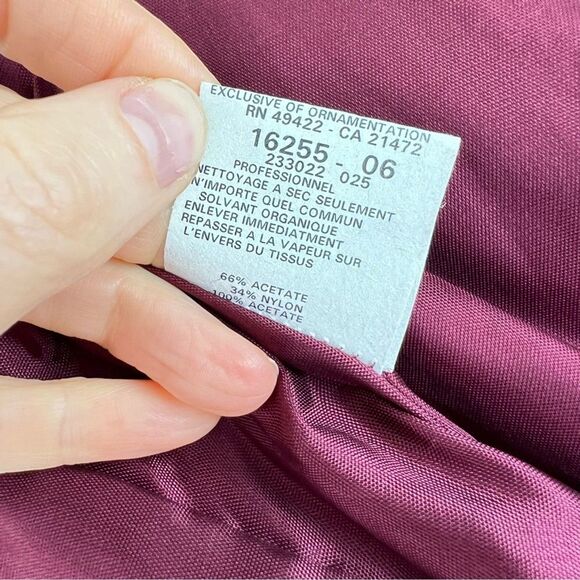 EXCLUSIVE OF ORNAMENTATION
RN 49422 - CA 21472
16255 - 06
233022 025
PROFESSIONNEL
NETTOYAGE A SEC SEULEMENT
N'IMPORTE QUEL COMMUN
SOLVANT ORGANIQUE
ENLEVER IMMEDIATMENT
REPASSER À LA VAPEUR SUR
L'ENVERS DU TISSUS
66% ACETATE
34% NYLON
100% ACETATE